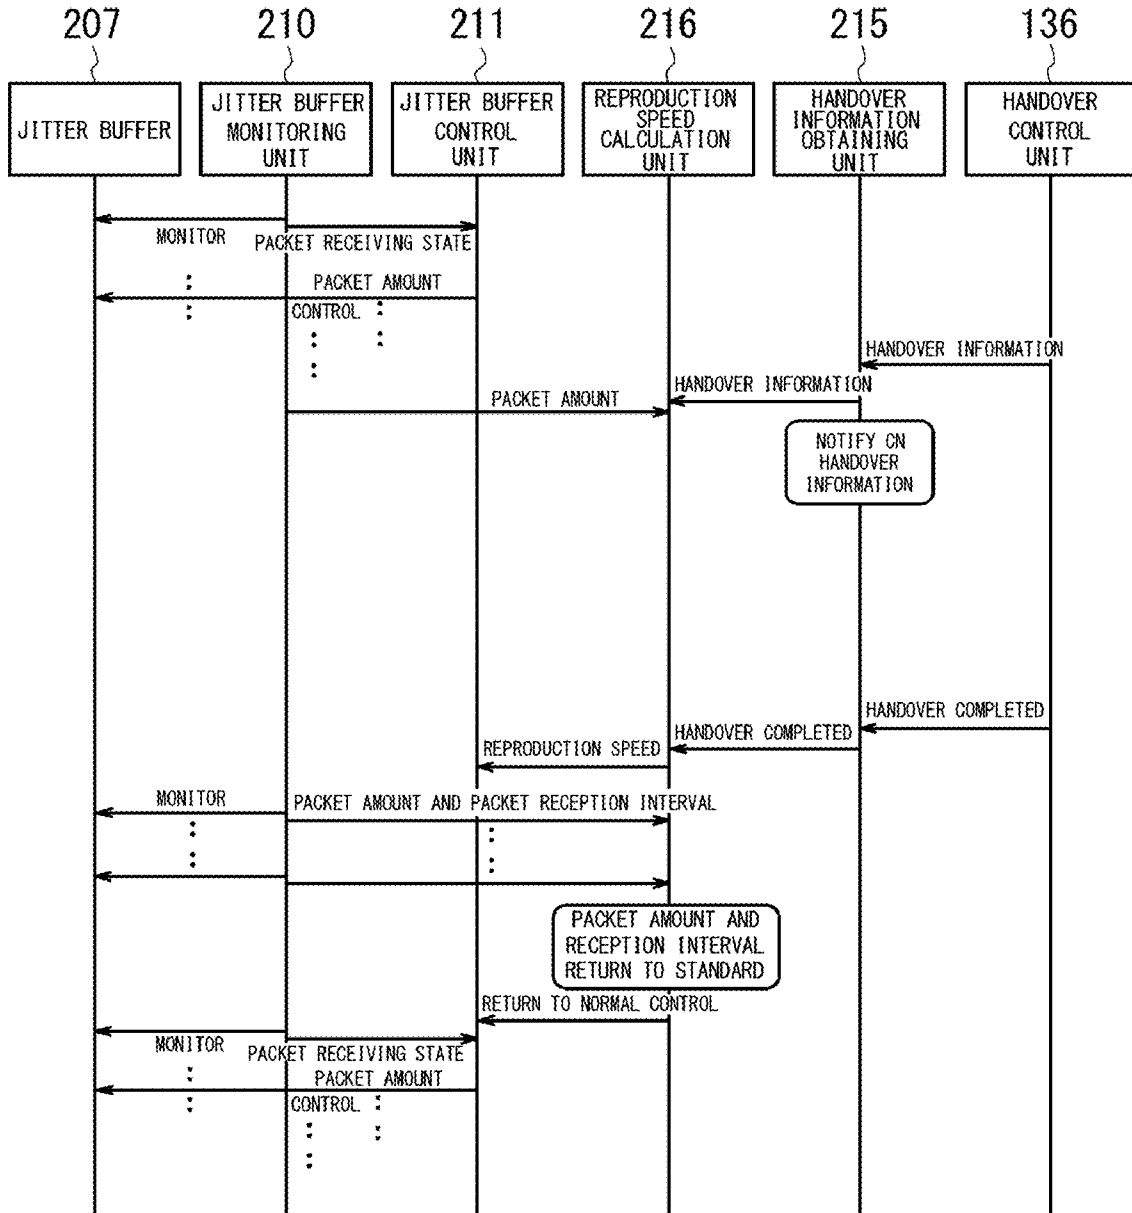 207
210
211
216
215
136
JITTER BUFFER
JITTER BUFFER
MONITORING
UNIT
JITTER BUFFER
CONTROL
UNIT
REPRODUCTION
SPEED
CALCULATION
UNIT
HANDOVER
INFORMATION
OBTAINING
UNIT
HANDOVER
CONTROL
UNIT
MONITOR
PACKET RECEIVING STATE
PACKET AMOUNT
CONTROL
HANDOVER INFORMATION
HANDOVER INFORMATION
PACKET AMOUNT
NOTIFY ON
HANDOVER
INFORMATION
HANDOVER COMPLETED
HANDOVER COMPLETED
REPRODUCTION SPEED
MONITOR
PACKET AMOUNT AND PACKET RECEPTION INTERVAL
PACKET AMOUNT AND
RECEPTION INTERVAL
RETURN TO STANDARD
RETURN TO NORMAL CONTROL
MONITOR
PACKET RECEIVING STATE
PACKET AMOUNT
CONTROL